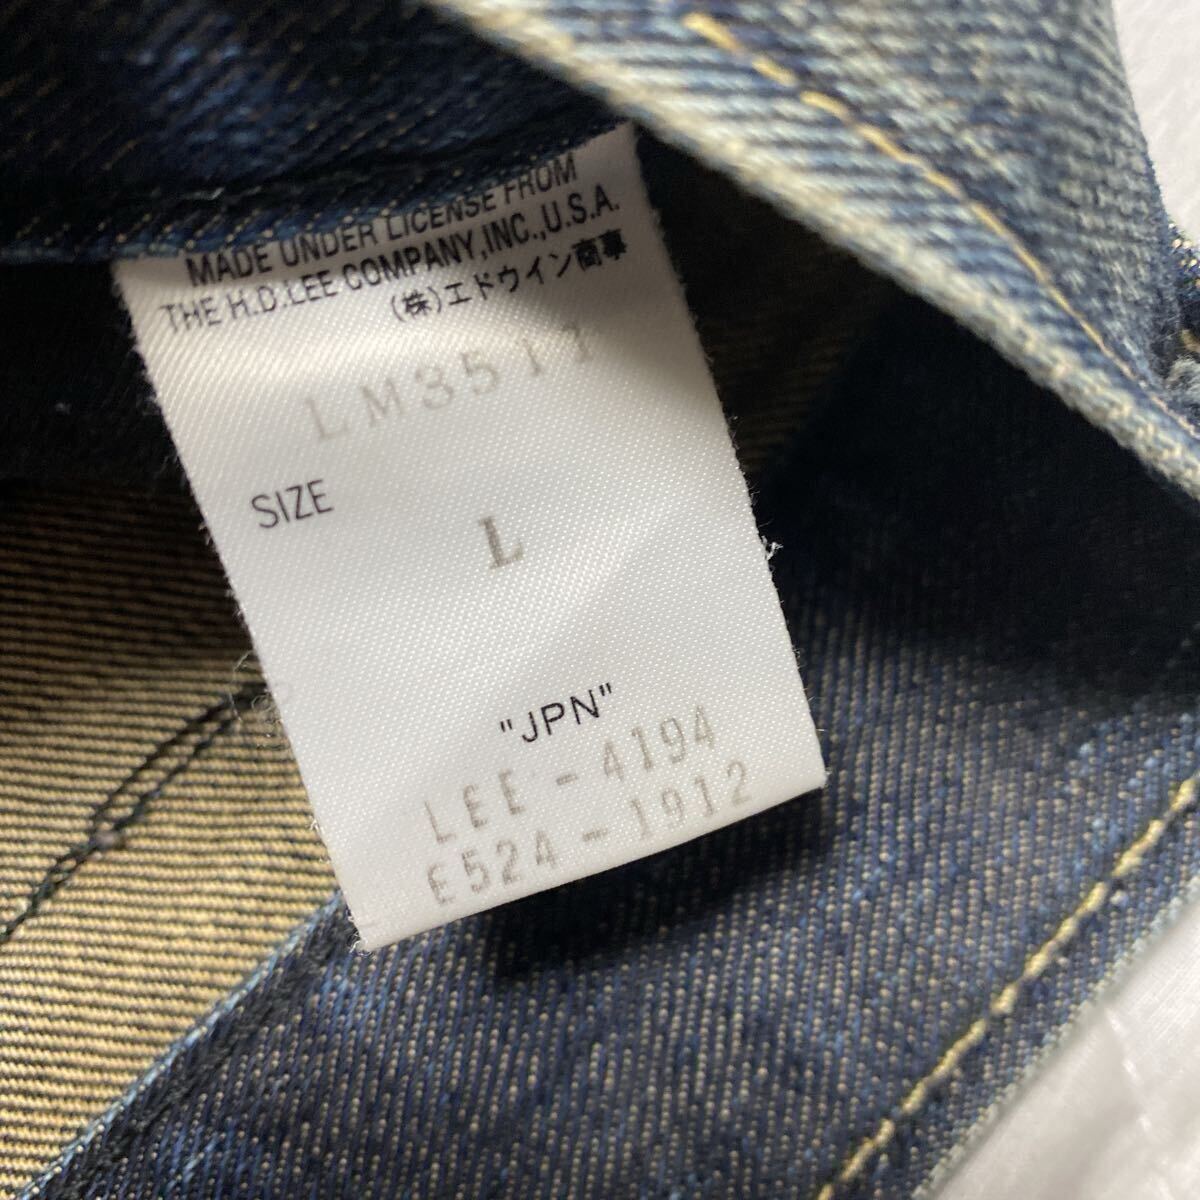 MADE UNDER LICENSE FROM
THE H.D.LEE COMPANY,INC.,U.S.A.
(株)エドウイン商事
LM3511
SIZE
L
"JPN"
LEE-4194
E524-1912